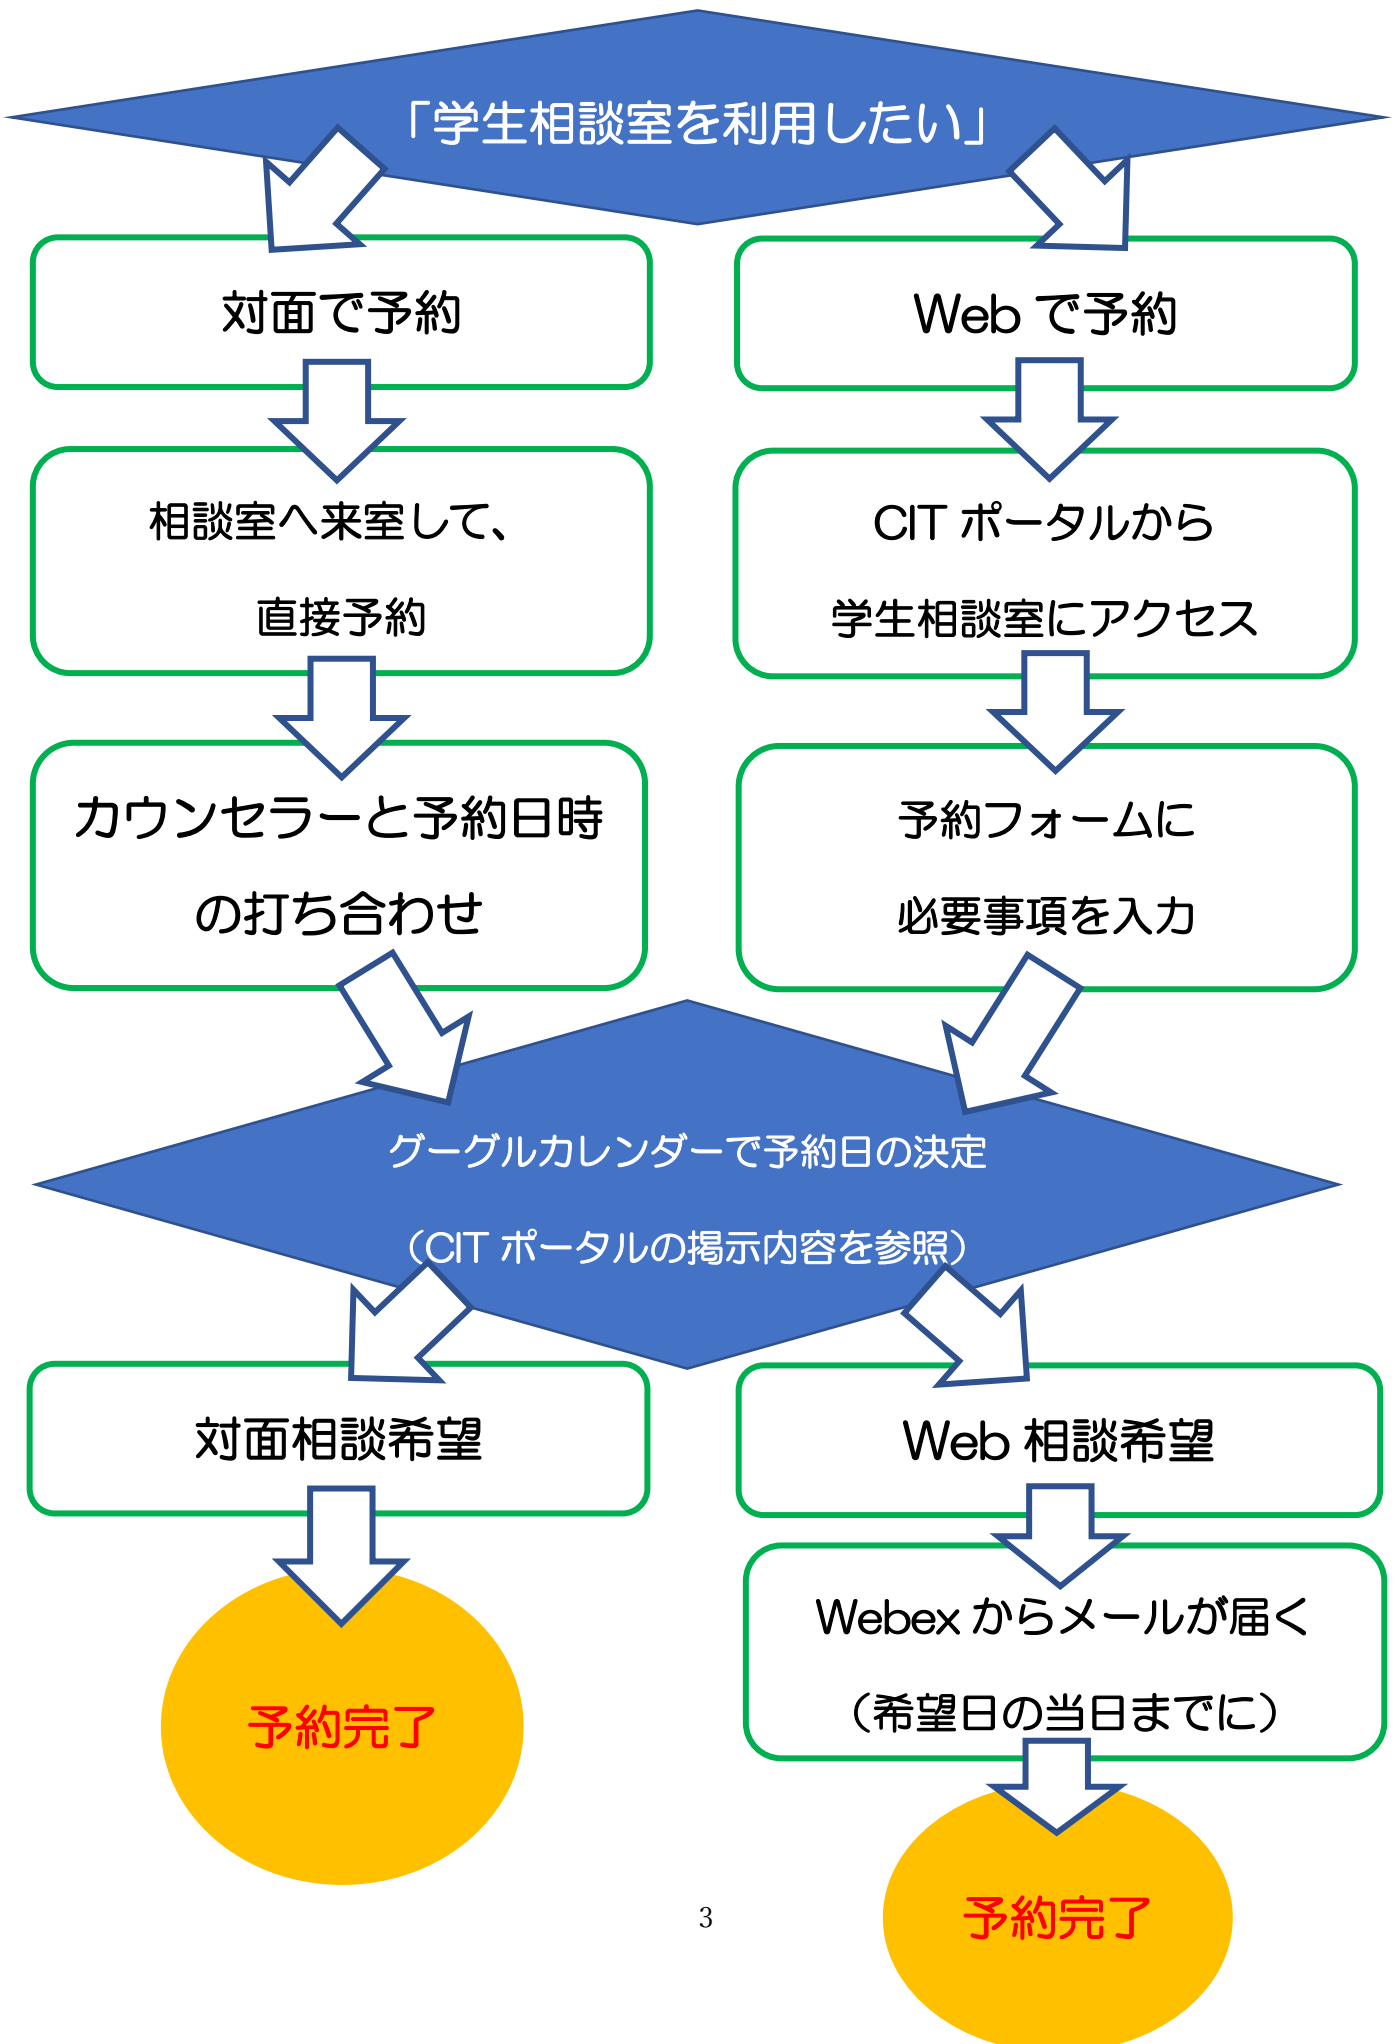 「学生相談室を利用したい」
対面で予約
Web で予約
相談室へ来室して、
直接予約
CIT ポータルから
学生相談室にアクセス
カウンセラーと予約日時
の打ち合わせ
予約フォームに
必要事項を入力
グーグルカレンダーで予約日の決定
（CIT ポータルの掲示内容を参照）
対面相談希望
Web 相談希望
Webex からメールが届く
（希望日の当日までに）
予約完了
予約完了
3